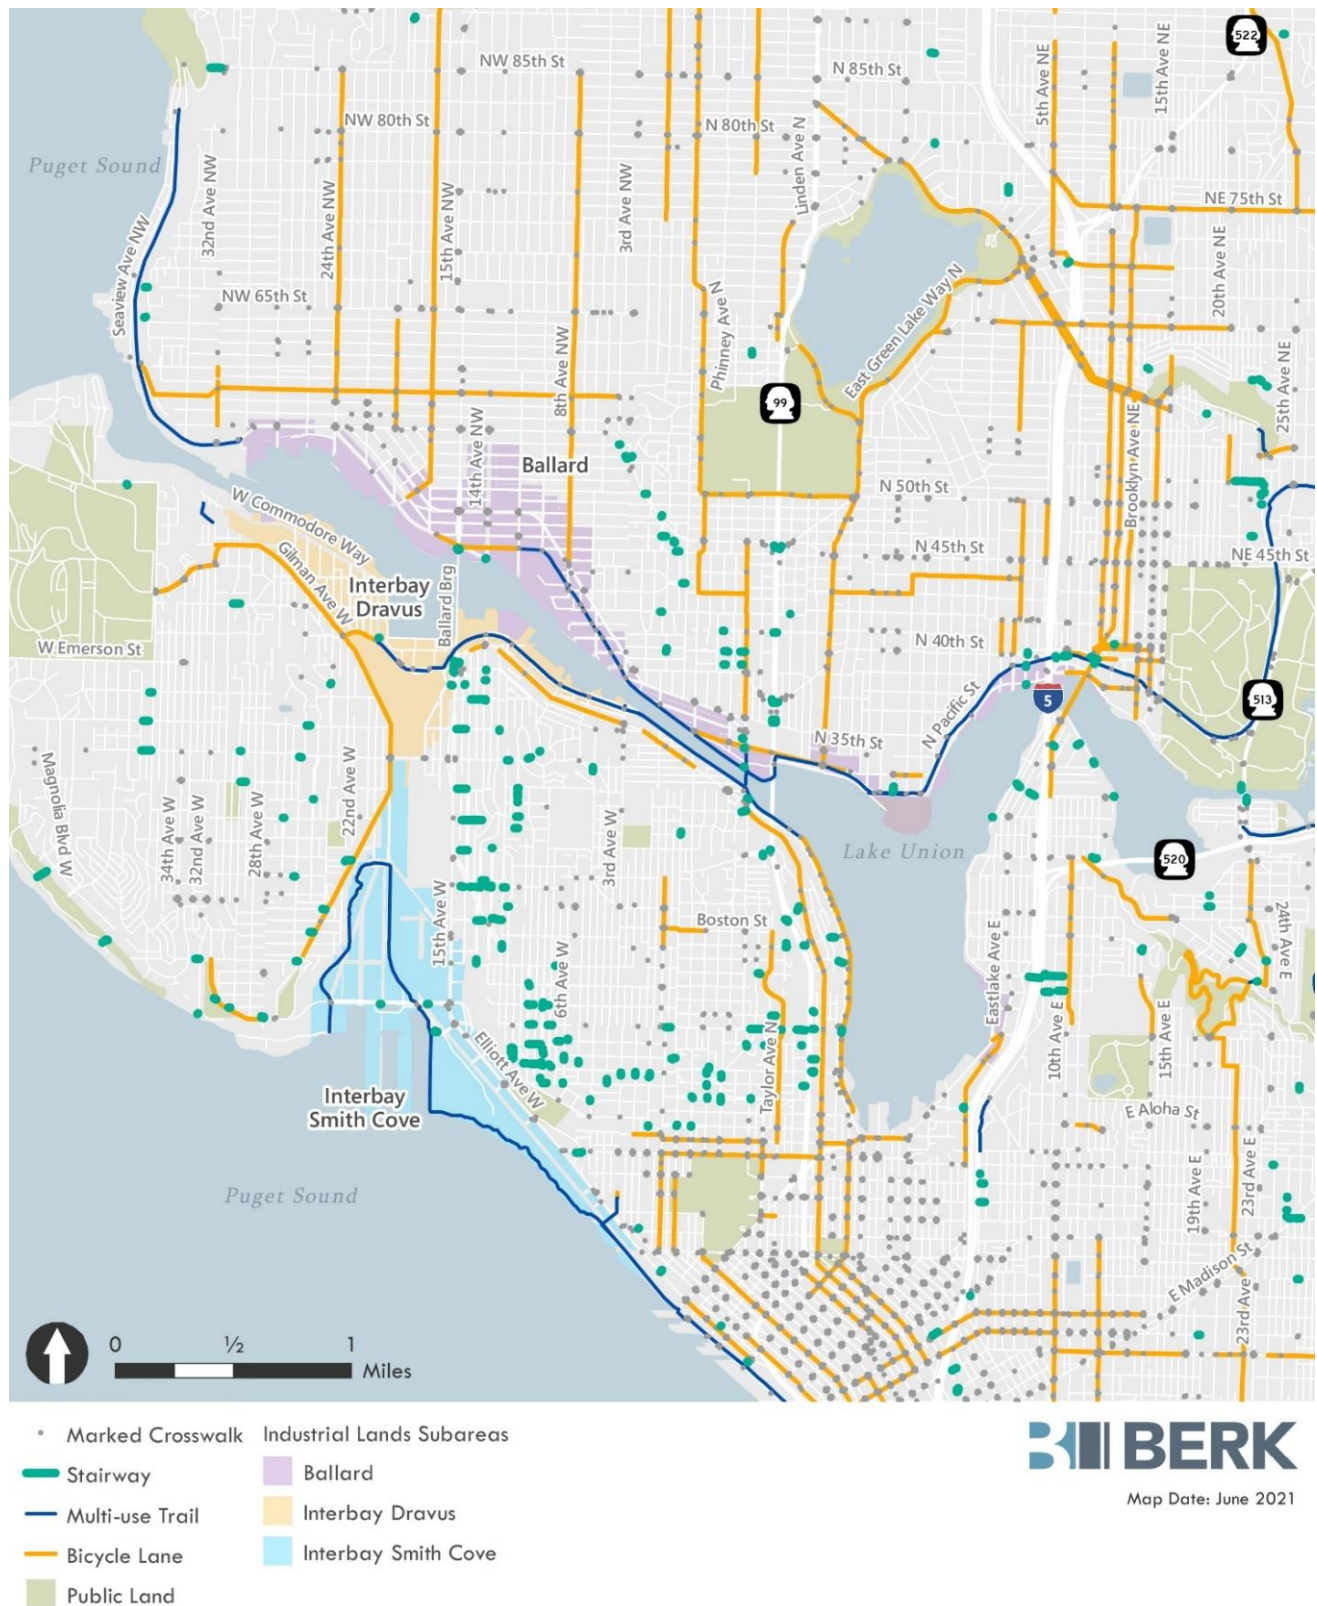 522
NW 85th St
N 85th St
5th Ave NE
15th Ave NE
NW 80th St
N 80th St
Puget Sound
32nd Ave NW
24th Ave NW
15th Ave NW
3rd Ave NW
Linden Ave N
NE 75th St
20th Ave NE
Seaview Ave NW
NW 65th St
8th Ave NW
Phinney Ave N
East Green Lake Way N
99
25th Ave NE
14th Ave NW
Ballard
N 50th St
Brooklyn Ave NE
W Commodore Way
Gilman Ave W
Interbay
Dravus
Ballard Brg
N 45th St
NE 45th St
W Emerson St
N 40th St
5
513
N Pacific St
N 35th St
Magnolia Blvd W
34th Ave W
32nd Ave W
28th Ave W
22nd Ave W
3rd Ave W
Lake Union
520
15th Ave W
Boston St
24th Ave E
6th Ave W
Eastlake Ave E
Taylor Ave N
10th Ave E
15th Ave E
Elliott Ave W
Interbay
Smith Cove
E Aloha St
19th Ave E
23rd Ave E
Puget Sound
E Madison St
23rd Ave
0 ½ 1
Miles
Marked Crosswalk
Stairway
Multi-use Trail
Bicycle Lane
Public Land
Industrial Lands Subareas
Ballard
Interbay Dravus
Interbay Smith Cove
BERK
Map Date: June 2021